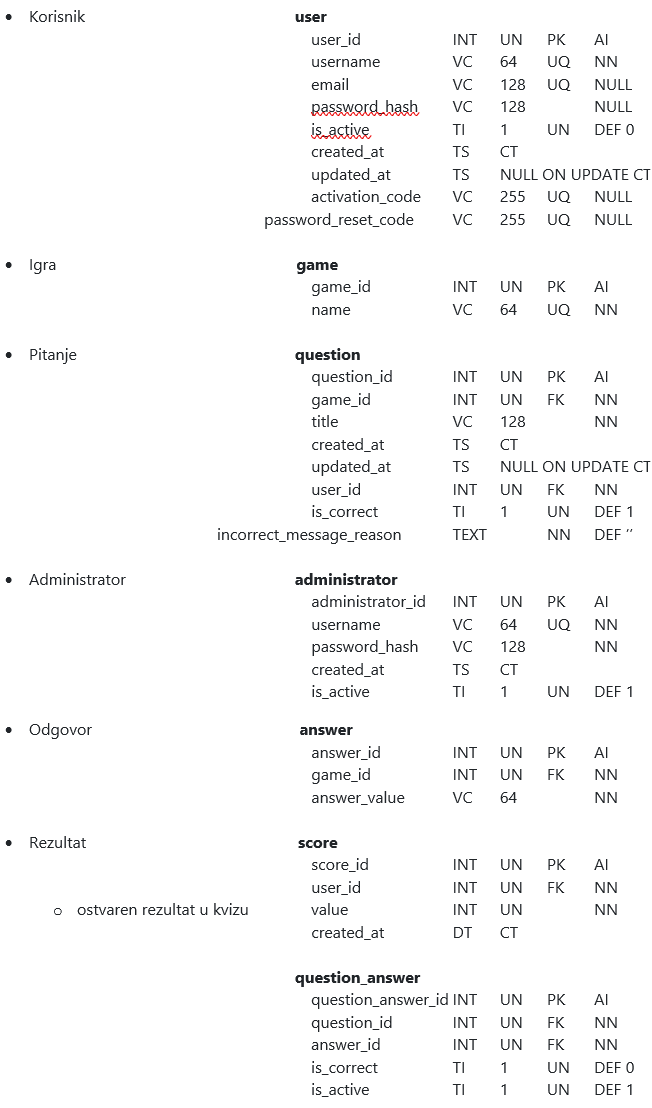 • Korisnik user
user_id INT UN PK AI
username VC 64 UQ NN
email VC 128 UQ NULL
password_hash VC 128 NULL
is_active TI 1 UN DEF 0
created_at TS CT
updated_at TS NULL ON UPDATE CT
activation_code VC 255 UQ NULL
password_reset_code VC 255 UQ NULL
• Igra game
game_id INT UN PK AI
name VC 64 UQ NN
• Pitanje question
question_id INT UN PK AI
game_id INT UN FK NN
title VC 128 NN
created_at TS CT
updated_at TS NULL ON UPDATE CT
user_id INT UN FK NN
is_correct TI 1 UN DEF 1
incorrect_message_reason TEXT NN DEF ‘’
• Administrator administrator
administrator_id INT UN PK AI
username VC 64 UQ NN
password_hash VC 128 NN
created_at TS CT
is_active TI 1 UN DEF 1
• Odgovor answer
answer_id INT UN PK AI
game_id INT UN FK NN
answer_value VC 64 NN
• Rezultat score
score_id INT UN PK AI
user_id INT UN FK NN
o ostvaren rezultat u kvizu value INT UN NN
created_at DT CT
question_answer
question_answer_id INT UN PK AI
question_id INT UN FK NN
answer_id INT UN FK NN
is_correct TI 1 UN DEF 0
is_active TI 1 UN DEF 1